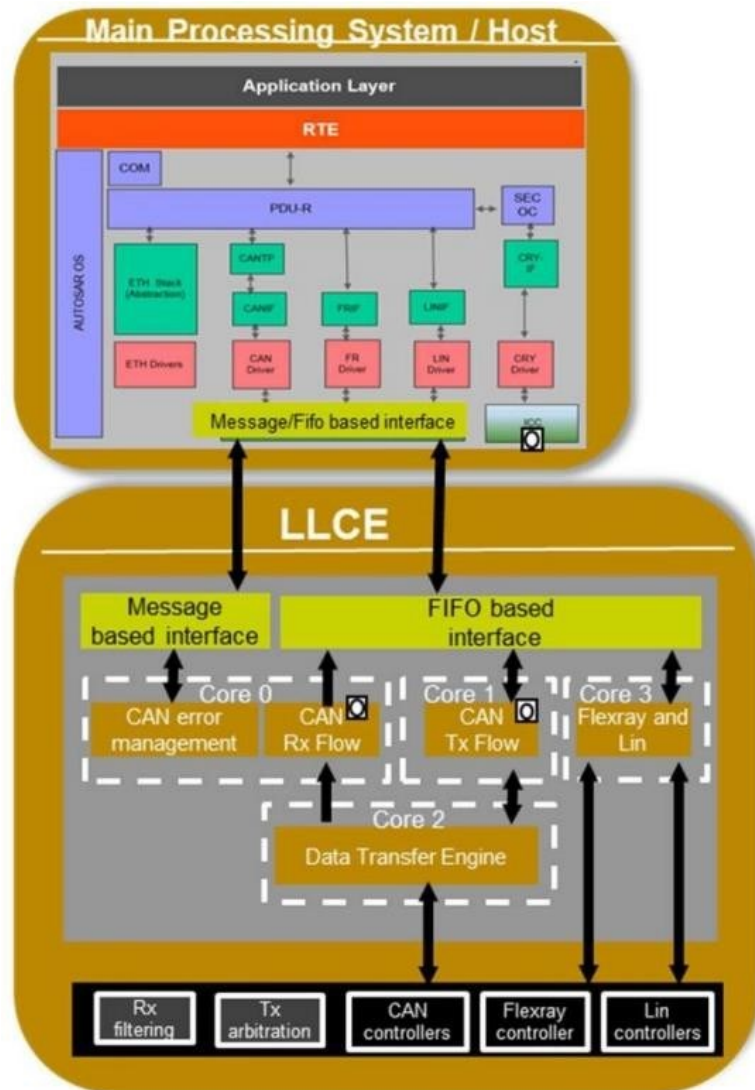 Main Processing System / Host
Application Layer
RTE
COM
PDU-R
SEC
OC
AUTOSAR OS
ETH Stack
(Abstraction)
CANTP
CRY-
IF
CANIF
FRIF
LINIF
ETH Drivers
CAN
Driver
FR
Driver
LIN
Driver
CRY
Driver
Message/Fifo based interface
ICC
LLCE
Message
based interface
FIFO based
interface
Core 0
Core 1
Core 3
CAN error
management
CAN
Rx Flow
CAN
Tx Flow
Flexray and
Lin
Core 2
Data Transfer Engine
Rx
filtering
Tx
arbitration
CAN
controllers
Flexray
controller
Lin
controllers